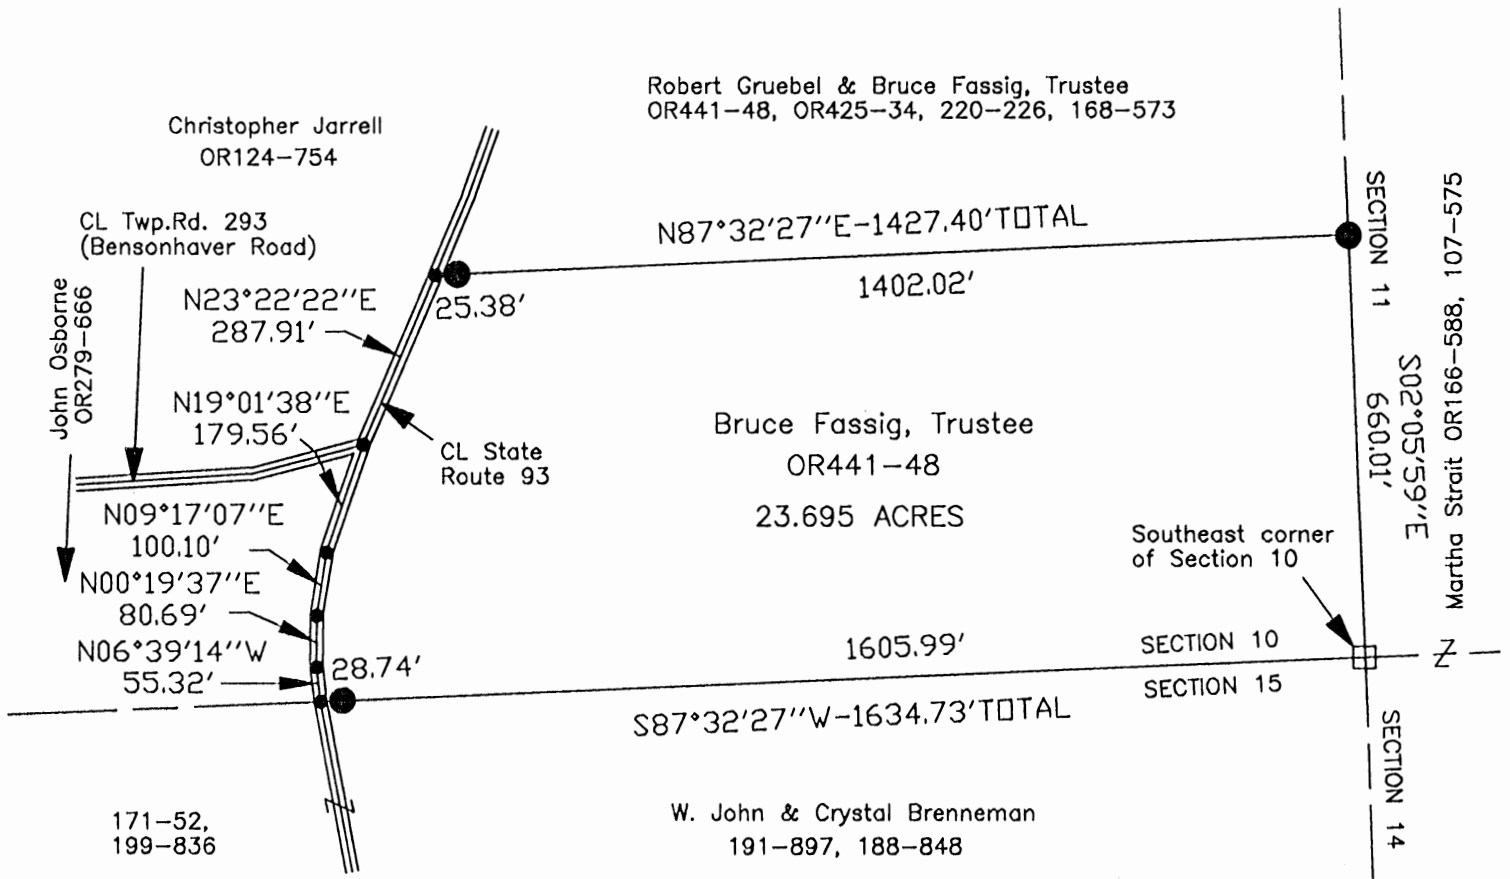 Robert Gruebel & Bruce Fassig, Trustee
OR441-48, OR425-34, 220-226, 168-573
Christopher Jarrell
OR124-754
CL Twp.Rd. 293
(Bensonhaver Road)
John Osborne
OR279-666
N87°32'27"E-1427.40'TOTAL
1402.02'
25.38'
N23°22'22"E
287.91'
N19°01'38"E
179.56'
CL State
Route 93
N09°17'07"E
100.10'
N00°19'37"E
80.69'
N06°39'14"W
55.32'
28.74'
Bruce Fassig, Trustee
OR441-48
23.695 ACRES
SECTION 11
S02°05'59"E
660.01'
Martha Strait OR166-588, 107-575
Southeast corner
of Section 10
1605.99'
SECTION 10
SECTION 15
S87°32'27"W-1634.73'TOTAL
SECTION 14
171-52,
199-836
W. John & Crystal Brenneman
191-897, 188-848